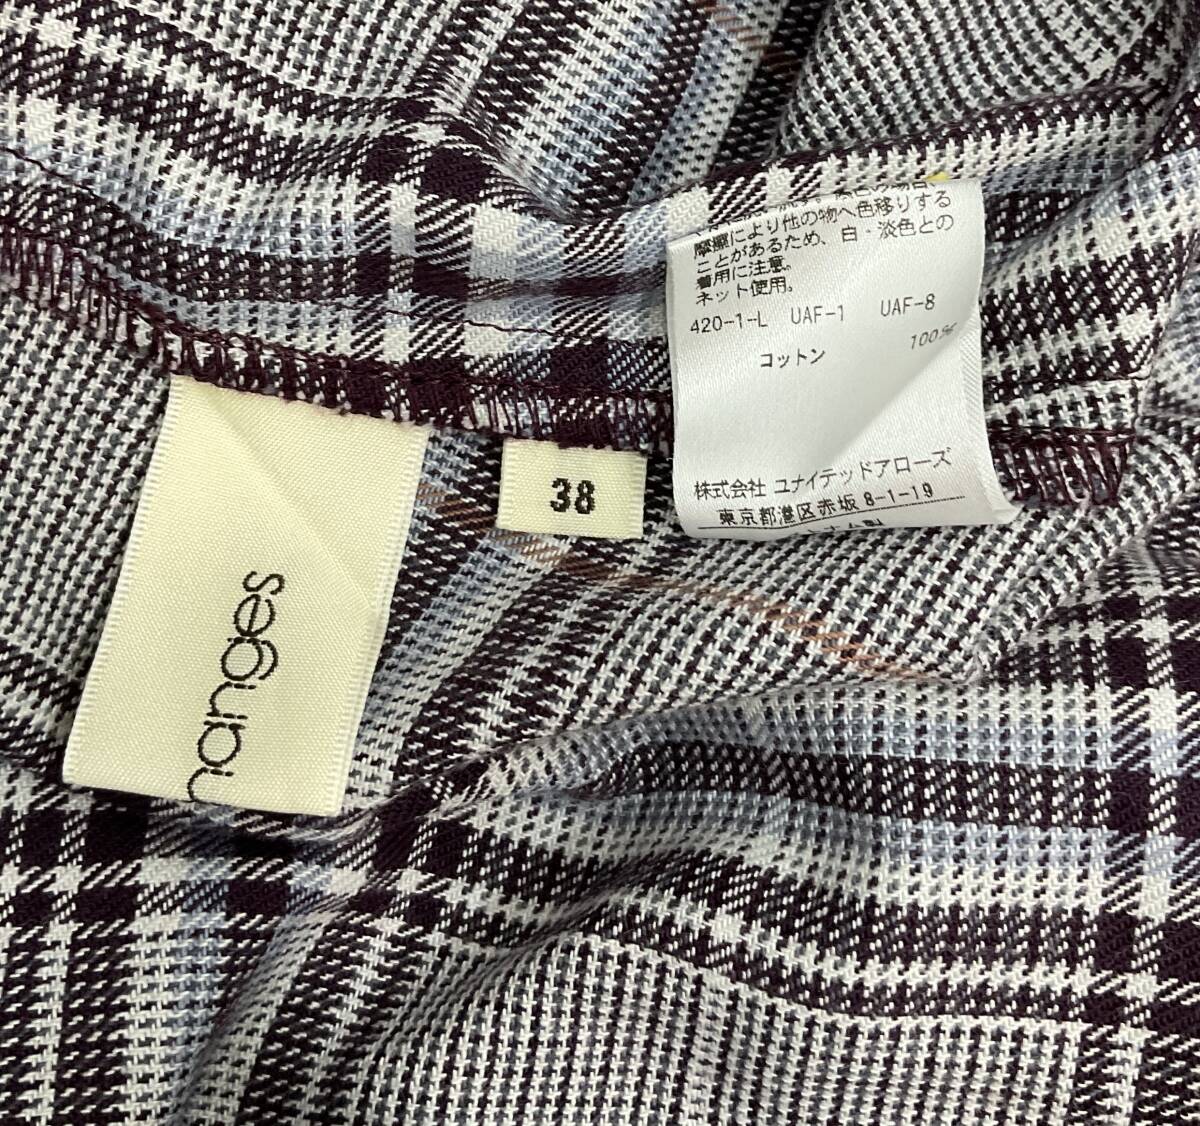 摩擦により他の物へ色移りする
ことがあるため、白・淡色との
着用に注意。
ネット使用。
420-1-L UAF-1 UAF-8
コットン 100%
株式会社 ユナイテッドアローズ
東京都港区赤坂 8-1-19
38
anges